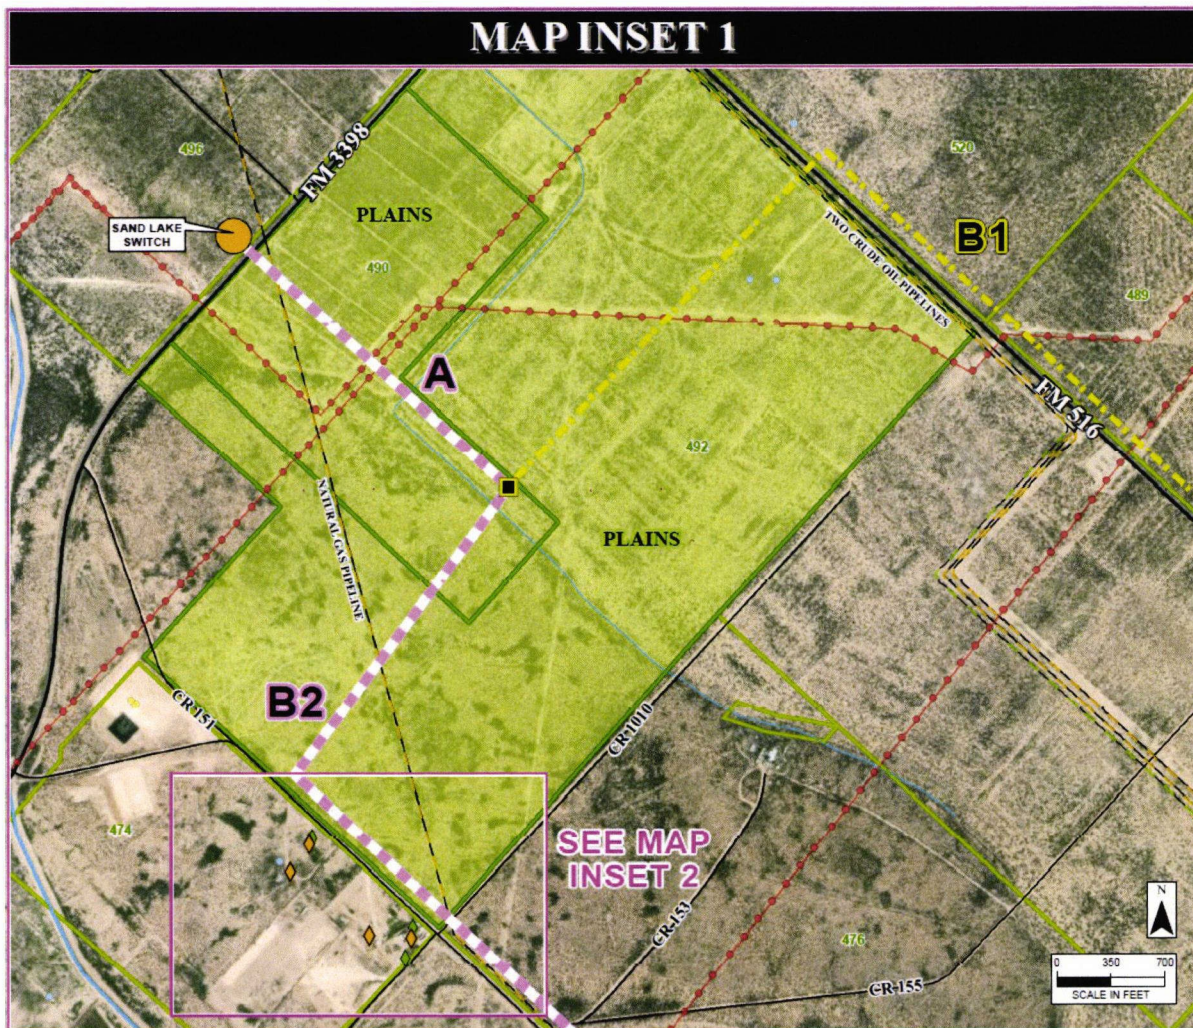 MAP INSET 1
496
FM 3398
520
SAND LAKE
SWITCH
PLAINS
B1
TWO CRUDE OIL PIPELINES
490
489
A
FM 516
492
NATURAL GAS PIPELINE
PLAINS
B2
CR 151
CR 1010
474
SEE MAP
INSET 2
CR 153
476
CR 155
N
0 350 700
SCALE IN FEET